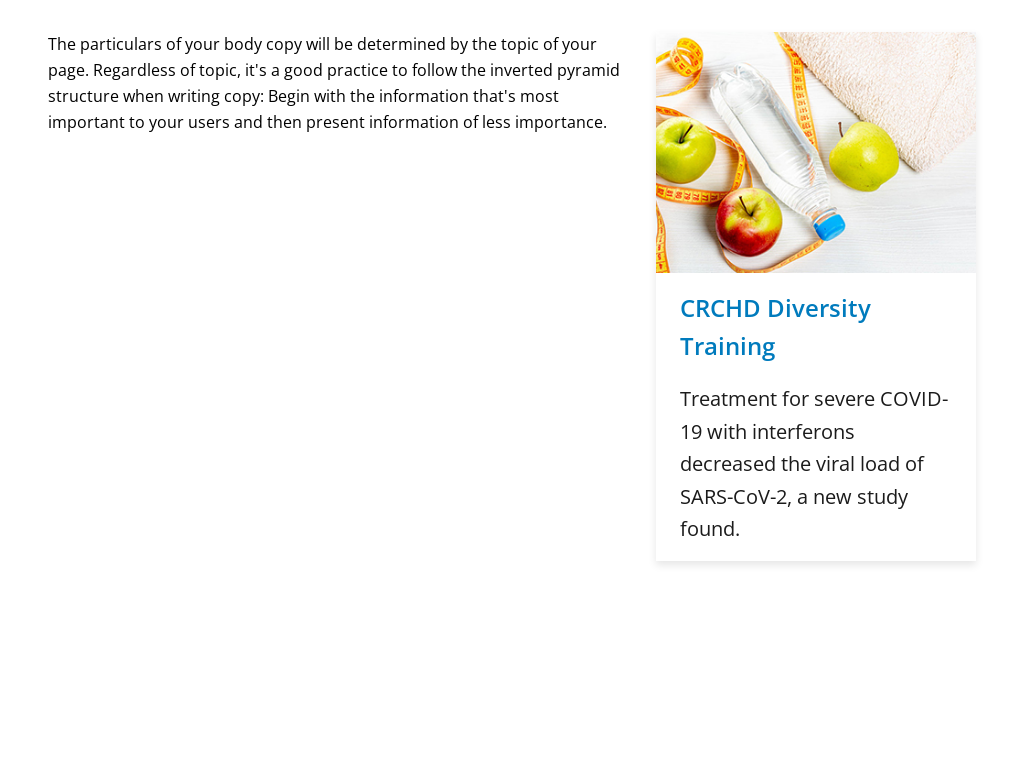 The particulars of your body copy will be determined by the topic of your
page. Regardless of topic, it's a good practice to follow the inverted pyramid
structure when writing copy: Begin with the information that's most
important to your users and then present information of less importance.
CRCHD Diversity
Training
Treatment for severe COVID-
19 with interferons
decreased the viral load of
SARS-CoV-2, a new study
found.